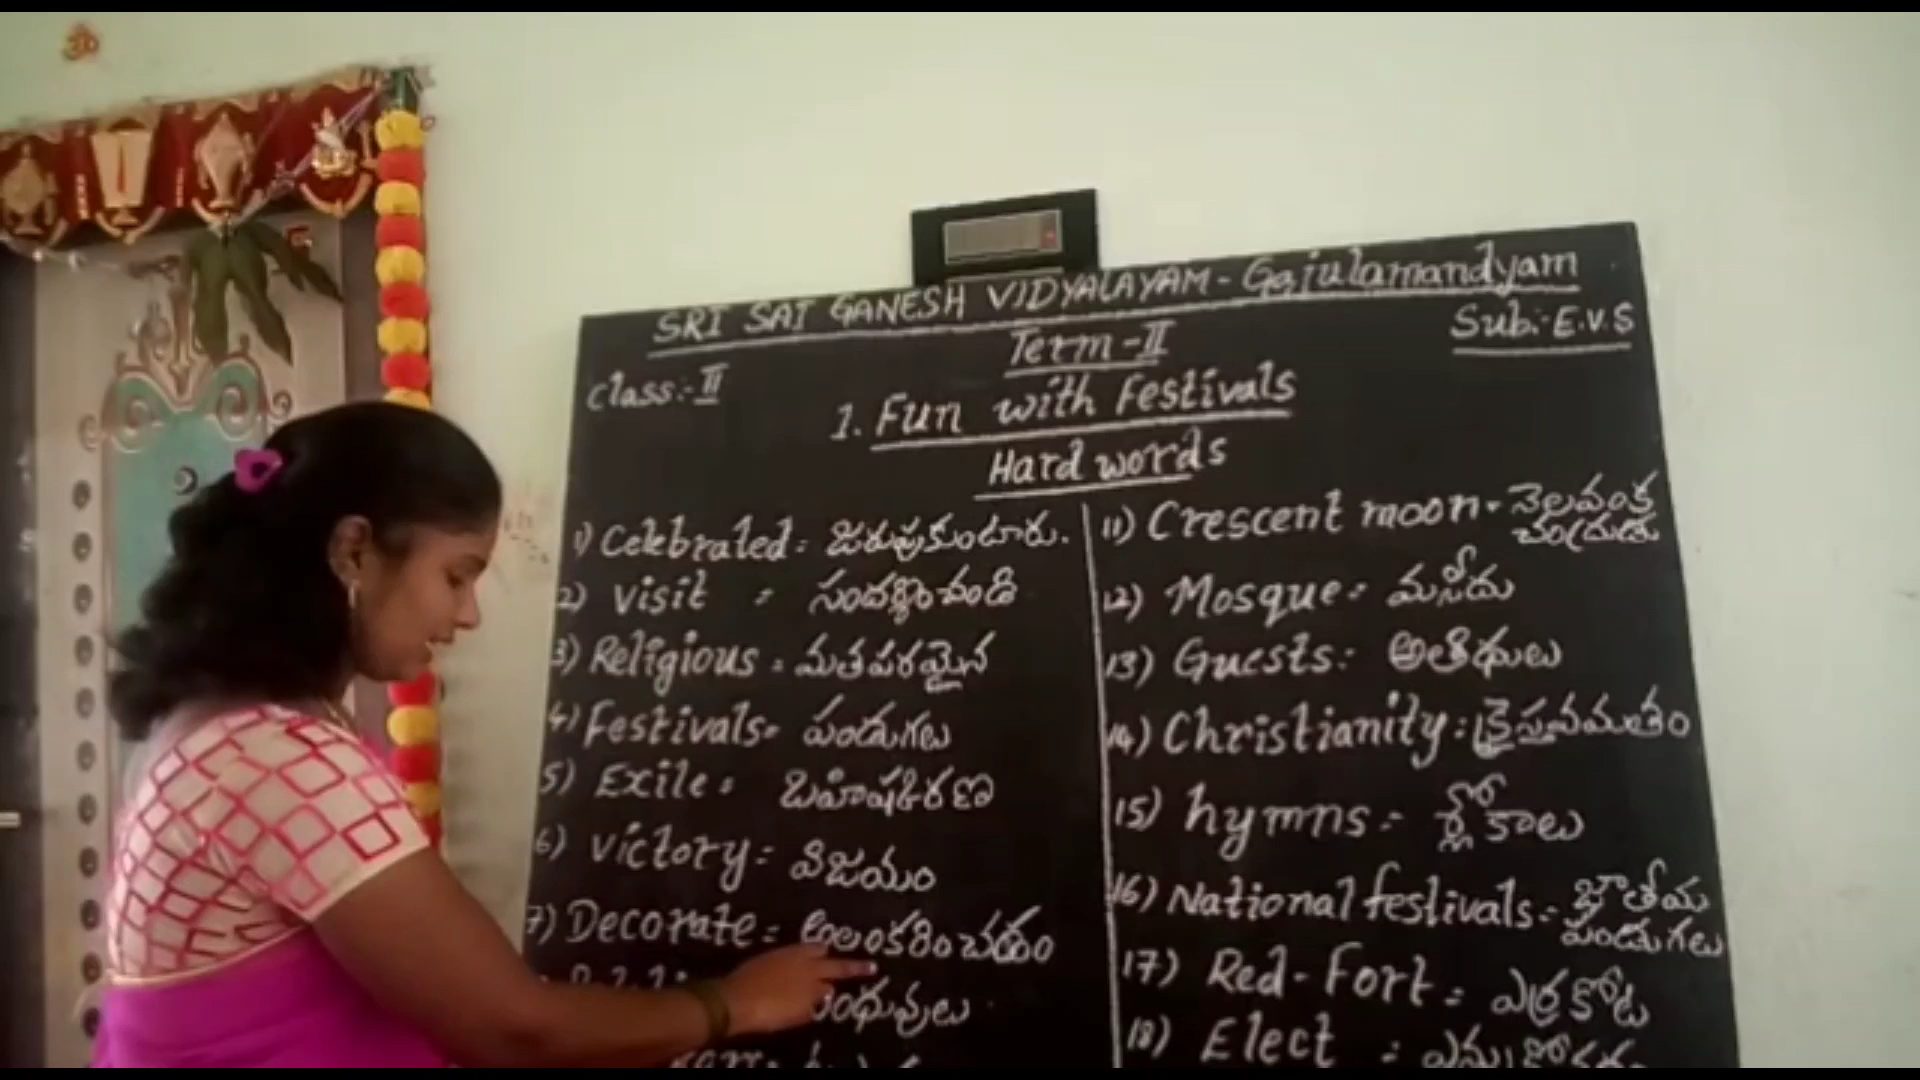 SRI SAI GANESH VIDYALAYAM - Gajulamandyam
Term-II
Sub:- E.V.S
Class:- II
1. Fun with Festivals
Hard words
1) Celebrated = జరుపుకుంటారు.
2) Visit = సందర్శించండి
3) Religious = మతపరమైన
4) Festivals = పండుగలు
5) Exile = బహిష్కరణ
6) Victory = విజయం
7) Decorate = అలంకరించడం
బంధువులు
11) Crescent moon - నెలవంక
చంద్రుడు
12) Mosque = మసీదు
13) Guests = అతిథులు
14) Christianity = క్రైస్తవమతం
15) hymns = శ్లోకాలు
16) National festivals = జాతీయ
పండుగలు
17) Red-Fort = ఎర్రకోట
18) Elect =